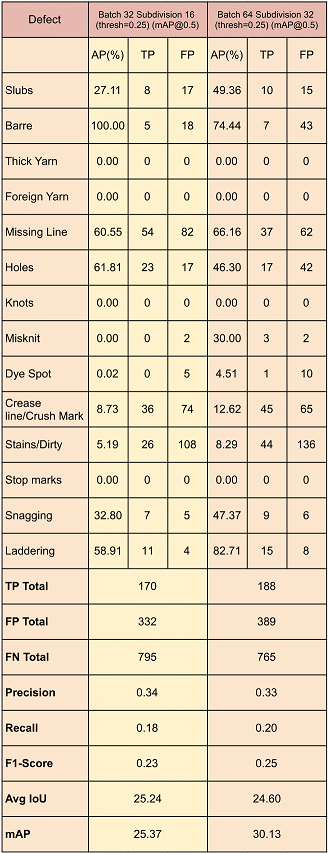 Defect Batch 32 Subdivision 16 Batch 64 Subdivision 32
(thresh=0.25) (mAP@0.5) (thresh=0.25) (mAP@0.5)
AP(%) TP FP AP(%) TP FP
Slubs 27.11 8 17 49.36 10 15
Barre 100.00 5 18 74.44 7 43
Thick Yarn 0.00 0 0 0.00 0 0
Foreign Yarn 0.00 0 0 0.00 0 0
Missing Line 60.55 54 82 66.16 37 62
Holes 61.81 23 17 46.30 17 42
Knots 0.00 0 0 0.00 0 0
Misknit 0.00 0 2 30.00 3 2
Dye Spot 0.02 0 5 4.51 1 10
Crease
line/Crush Mark 8.73 36 74 12.62 45 65
Stains/Dirty 5.19 26 108 8.29 44 136
Stop marks 0.00 0 0 0.00 0 0
Snagging 32.80 7 5 47.37 9 6
Laddering 58.91 11 4 82.71 15 8
TP Total 170 188
FP Total 332 389
FN Total 795 765
Precision 0.34 0.33
Recall 0.18 0.20
F1-Score 0.23 0.25
Avg IoU 25.24 24.60
mAP 25.37 30.13